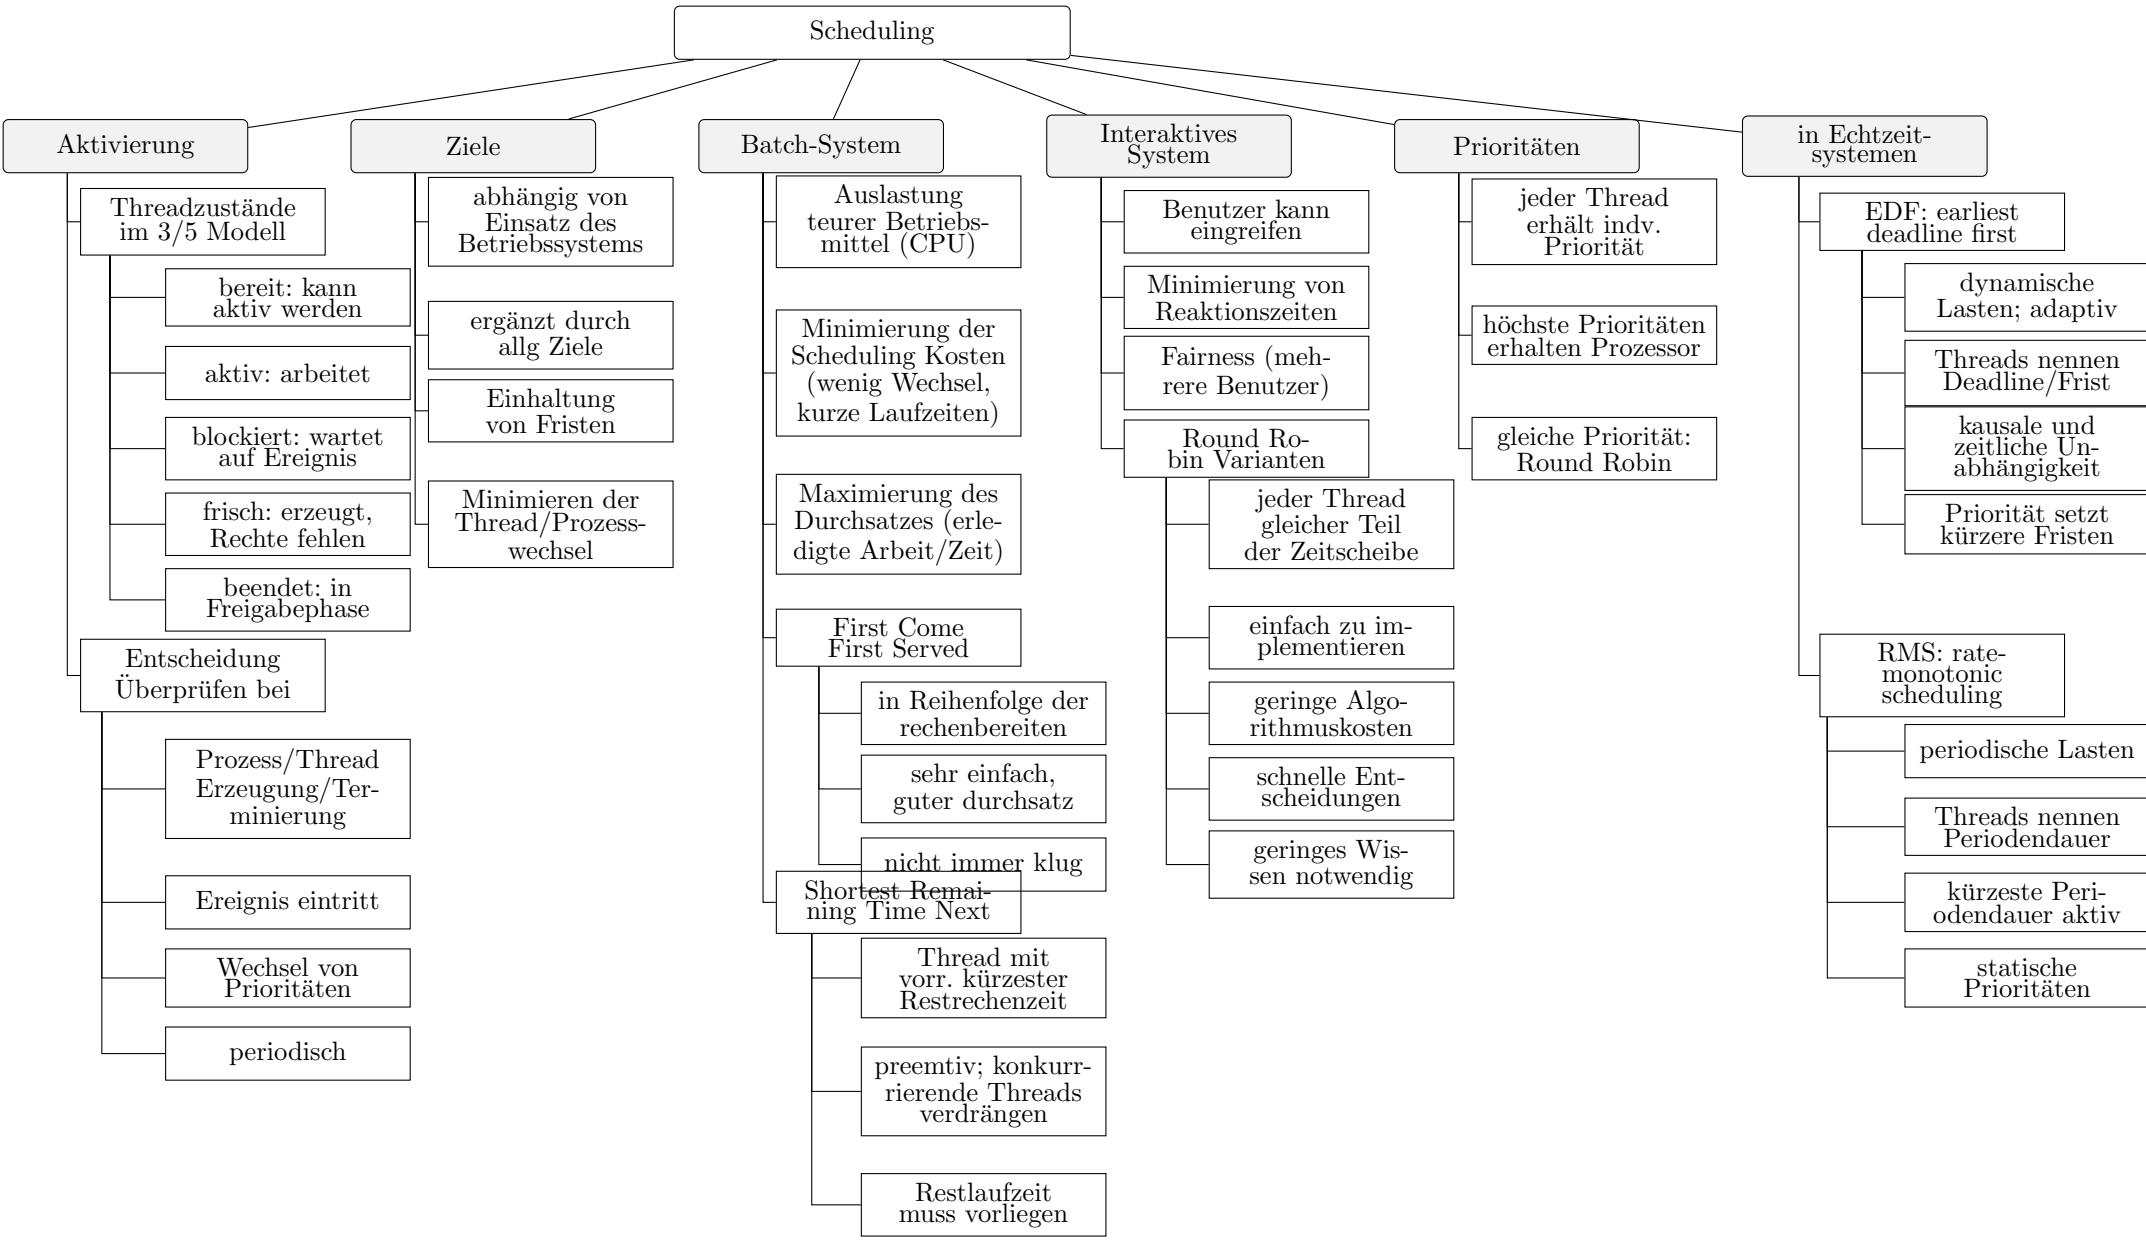 Scheduling
Aktivierung
Threadzustände
im 3/5 Modell
bereit: kann
aktiv werden
aktiv: arbeitet
blockiert: wartet
auf Ereignis
frisch: erzeugt,
Rechte fehlen
beendet: in
Freigabephase
Entscheidung
Überprüfen bei
Prozess/Thread
Erzeugung/Ter-
minierung
Ereignis eintritt
Wechsel von
Prioritäten
periodisch
Ziele
abhängig von
Einsatz des
Betriebssystems
ergänzt durch
allg Ziele
Einhaltung
von Fristen
Minimieren der
Thread/Prozess-
wechsel
Batch-System
Auslastung
teurer Betriebs-
mittel (CPU)
Minimierung der
Scheduling Kosten
(wenig Wechsel,
kurze Laufzeiten)
Maximierung des
Durchsatzes (erle-
digte Arbeit/Zeit)
First Come
First Served
in Reihenfolge der
rechenbereiten
sehr einfach,
guter durchsatz
nicht immer klug
Shortest Remai-
ning Time Next
Thread mit
vorr. kürzester
Restrechenzeit
preemtiv; konkurr-
rierende Threads
verdrängen
Restlaufzeit
muss vorliegen
Interaktives
System
Benutzer kann
eingreifen
Minimierung von
Reaktionszeiten
Fairness (meh-
rere Benutzer)
Round Ro-
bin Varianten
jeder Thread
gleicher Teil
der Zeitscheibe
einfach zu im-
plementieren
geringe Algo-
rithmuskosten
schnelle Ent-
scheidungen
geringes Wis-
sen notwendig
Prioritäten
jeder Thread
erhält indv.
Priorität
höchste Prioritäten
erhalten Prozessor
gleiche Priorität:
Round Robin
in Echtzeit-
systemen
EDF: earliest
deadline first
dynamische
Lasten; adaptiv
Threads nennen
Deadline/Frist
kausale und
zeitliche Un-
abhängigkeit
Priorität setzt
kürzere Fristen
RMS: rate-
monotonic
scheduling
periodische Lasten
Threads nennen
Periodendauer
kürzeste Peri-
odendauer aktiv
statische
Prioritäten